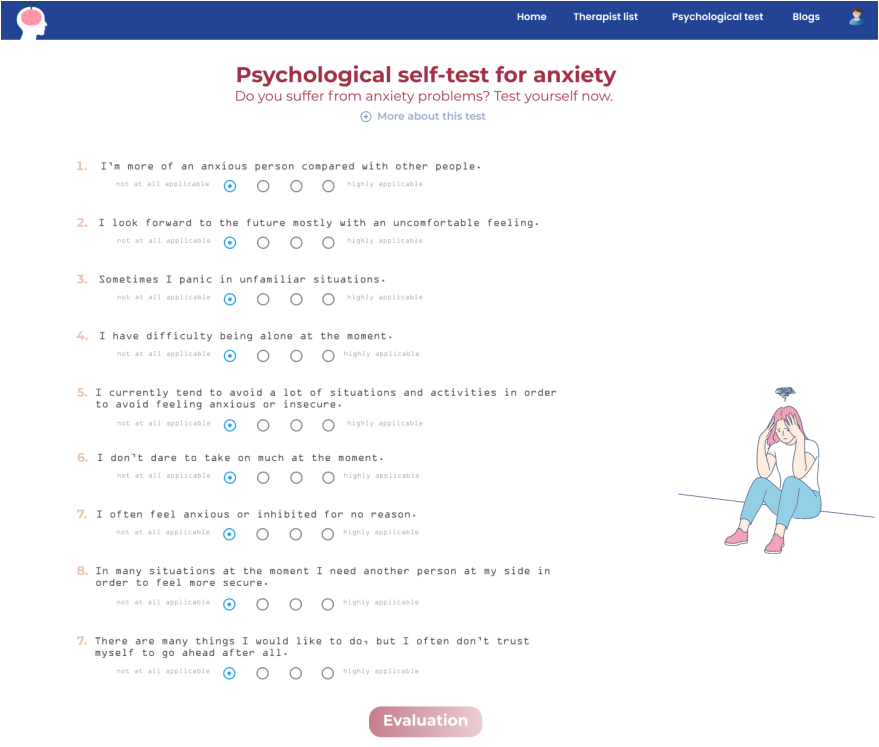 Home Therapist list Psychological test Blogs
Psychological self-test for anxiety
Do you suffer from anxiety problems? Test yourself now.
More about this test
1. I'm more of an anxious person compared with other people.
not at all applicable highly applicable
2. I look forward to the future mostly with an uncomfortable feeling.
not at all applicable highly applicable
3. Sometimes I panic in unfamiliar situations.
not at all applicable highly applicable
4. I have difficulty being alone at the moment.
not at all applicable highly applicable
5. I currently tend to avoid a lot of situations and activities in order
to avoid feeling anxious or insecure.
not at all applicable highly applicable
6. I don't dare to take on much at the moment.
not at all applicable highly applicable
7. I often feel anxious or inhibited for no reason.
not at all applicable highly applicable
8. In many situations at the moment I need another person at my side in
order to feel more secure.
not at all applicable highly applicable
7. There are many things I would like to do, but I often don't trust
myself to go ahead after all.
not at all applicable highly applicable
Evaluation